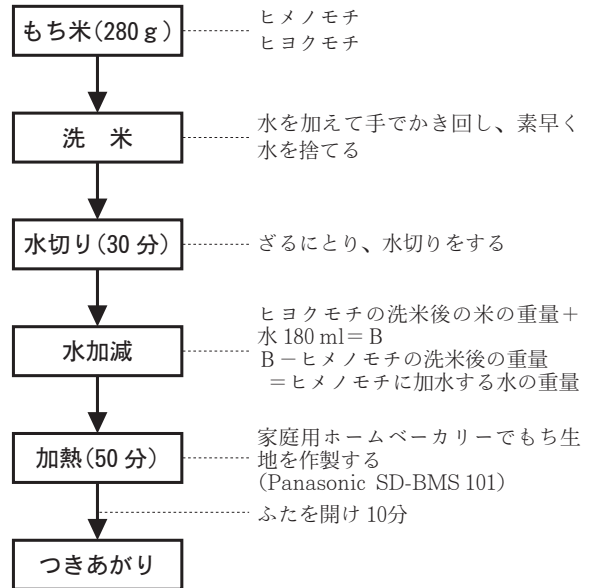 もち米(280ｇ)
ヒメノモチ
ヒヨクモチ
洗　米
水を加えて手でかき回し、素早く
水を捨てる
水切り(30 分)
ざるにとり、水切りをする
水加減
ヒヨクモチの洗米後の米の重量＋
水 180 ml＝B
B－ヒメノモチの洗米後の重量
＝ヒメノモチに加水する水の重量
加熱(50 分)
家庭用ホームベーカリーでもち生
地を作製する
(Panasonic SD-BMS 101)
ふたを開け 10分
つきあがり